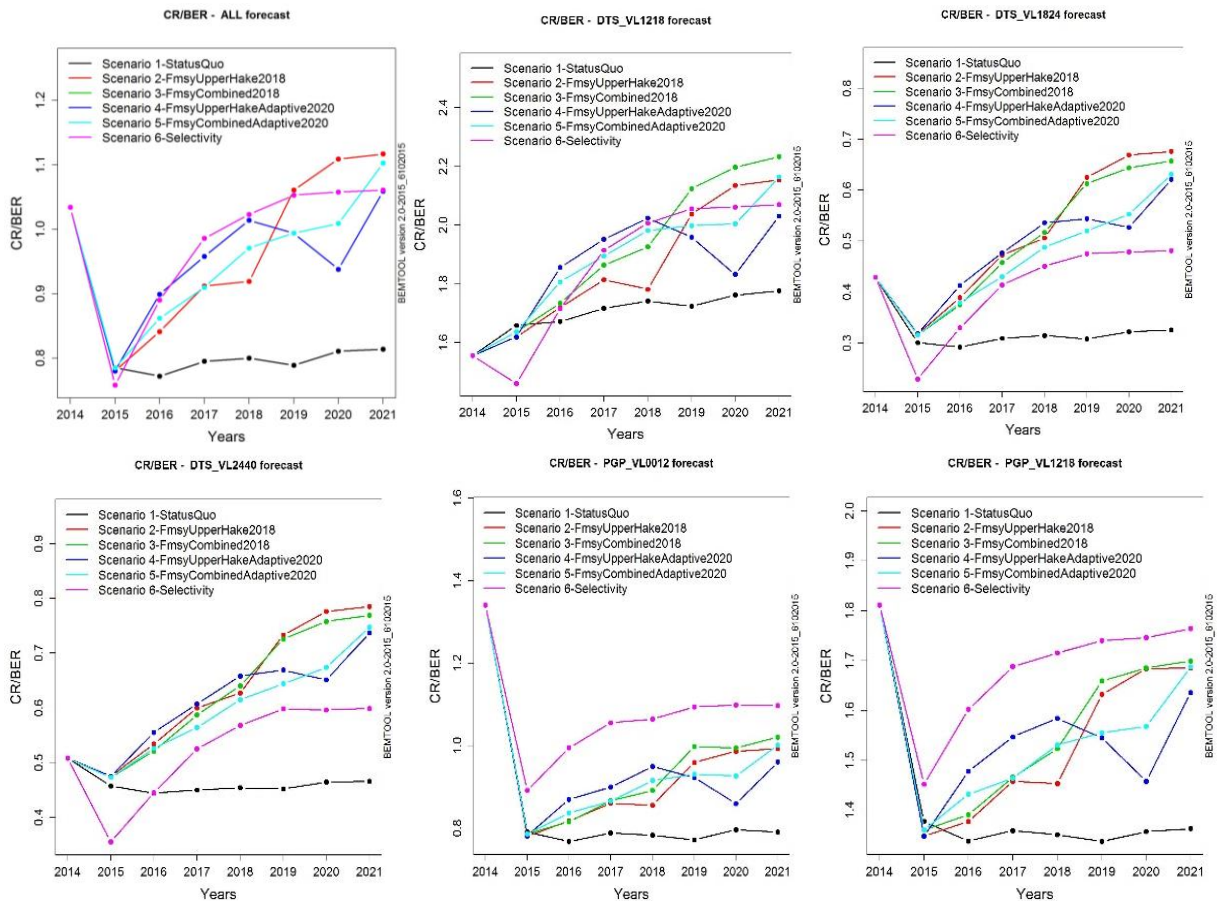 CR/BER - ALL forecast
Scenario 1-StatusQuo
Scenario 2-FmsyUpperHake2018
Scenario 3-FmsyCombined2018
Scenario 4-FmsyUpperHakeAdaptive2020
Scenario 5-FmsyCombinedAdaptive2020
Scenario 6-Selectivity
CR/BER
1.2
1.1
1.0
0.9
0.8
2014 2015 2016 2017 2018 2019 2020 2021
Years
BEMTOOL version 2.0-2015_6102015
CR/BER - DTS_VL1218 forecast
Scenario 1-StatusQuo
Scenario 2-FmsyUpperHake2018
Scenario 3-FmsyCombined2018
Scenario 4-FmsyUpperHakeAdaptive2020
Scenario 5-FmsyCombinedAdaptive2020
Scenario 6-Selectivity
CR/BER
2.4
2.2
2.0
1.8
1.6
2014 2015 2016 2017 2018 2019 2020 2021
Years
BEMTOOL version 2.0-2015_6102015
CR/BER - DTS_VL1824 forecast
Scenario 1-StatusQuo
Scenario 2-FmsyUpperHake2018
Scenario 3-FmsyCombined2018
Scenario 4-FmsyUpperHakeAdaptive2020
Scenario 5-FmsyCombinedAdaptive2020
Scenario 6-Selectivity
CR/BER
0.8
0.7
0.6
0.5
0.4
0.3
2014 2015 2016 2017 2018 2019 2020 2021
Years
BEMTOOL version 2.0-2015_6102015
CR/BER - DTS_VL2440 forecast
Scenario 1-StatusQuo
Scenario 2-FmsyUpperHake2018
Scenario 3-FmsyCombined2018
Scenario 4-FmsyUpperHakeAdaptive2020
Scenario 5-FmsyCombinedAdaptive2020
Scenario 6-Selectivity
CR/BER
0.9
0.8
0.7
0.6
0.5
0.4
2014 2015 2016 2017 2018 2019 2020 2021
Years
BEMTOOL version 2.0-2015_6102015
CR/BER - PGP_VL0012 forecast
Scenario 1-StatusQuo
Scenario 2-FmsyUpperHake2018
Scenario 3-FmsyCombined2018
Scenario 4-FmsyUpperHakeAdaptive2020
Scenario 5-FmsyCombinedAdaptive2020
Scenario 6-Selectivity
CR/BER
1.6
1.4
1.2
1.0
0.8
2014 2015 2016 2017 2018 2019 2020 2021
Years
BEMTOOL version 2.0-2015_6102015
CR/BER - PGP_VL1218 forecast
Scenario 1-StatusQuo
Scenario 2-FmsyUpperHake2018
Scenario 3-FmsyCombined2018
Scenario 4-FmsyUpperHakeAdaptive2020
Scenario 5-FmsyCombinedAdaptive2020
Scenario 6-Selectivity
CR/BER
2.0
1.9
1.8
1.7
1.6
1.5
1.4
2014 2015 2016 2017 2018 2019 2020 2021
Years
BEMTOOL version 2.0-2015_6102015